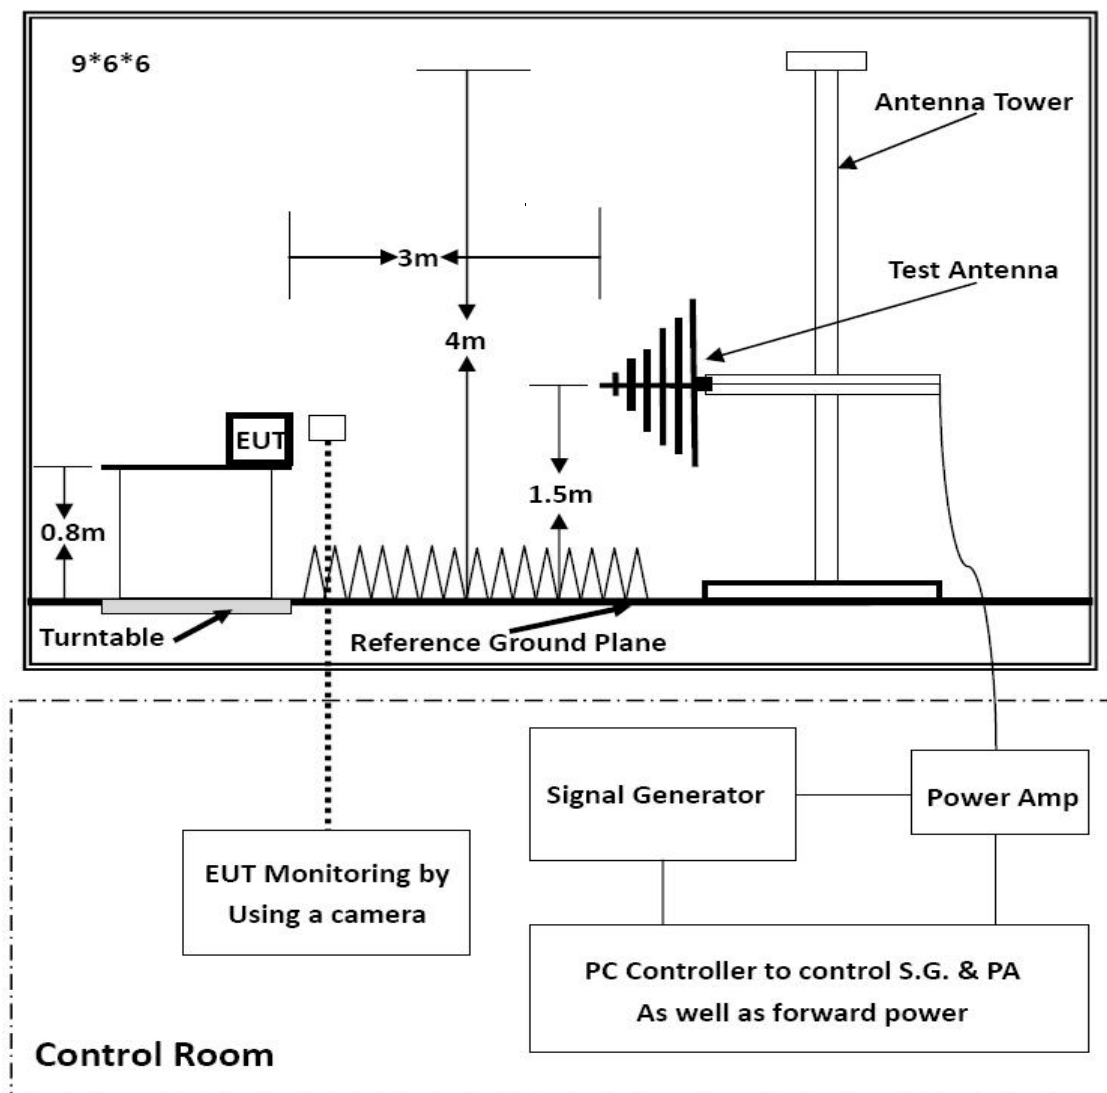 9*6*6
Antenna Tower
3m
Test Antenna
4m
EUT
1.5m
0.8m
Turntable
Reference Ground Plane
Signal Generator
Power Amp
EUT Monitoring by
Using a camera
PC Controller to control S.G. & PA
As well as forward power
Control Room